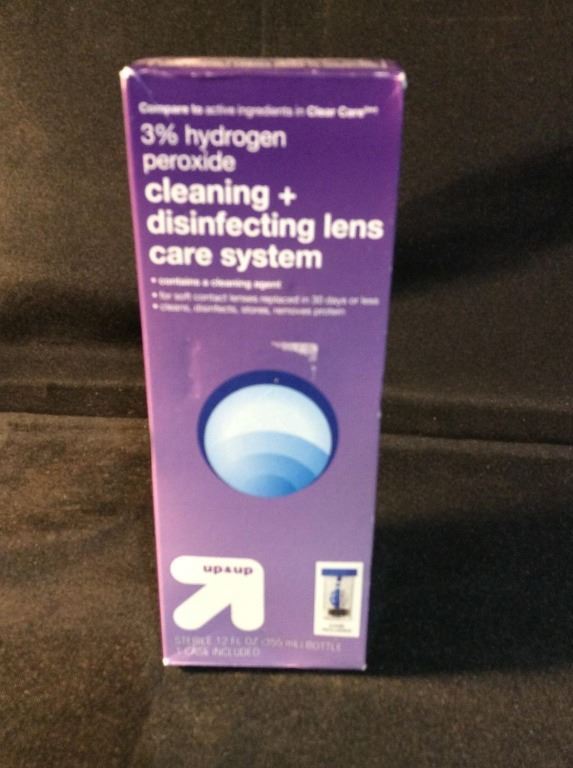 Compare to active ingredients in Clear Care
3% hydrogen
peroxide
cleaning +
disinfecting lens
care system
• contains a cleaning agent
• for soft contact lenses replaced in 30 days or less
• cleans, disinfects, stores, removes protein
up&up
STERILE 12 FL OZ (355 mL) BOTTLE
1 CASE INCLUDED